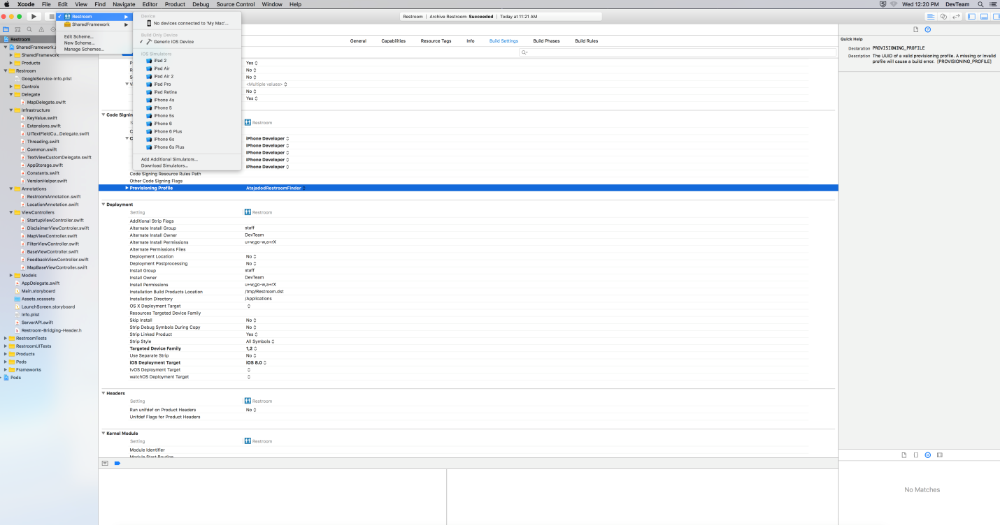 Xcode File Edit View Find Navigate Editor Product Debug Source Control Window Help Wed 12:20 PM DevTeam
Restroom
SharedFramework
Edit Scheme...
New Scheme...
Manage Schemes...
Device
No devices connected to 'My Mac'...
Build Only Device
Generic iOS Device
iOS Simulators
iPad 2
iPad Air
iPad Air 2
iPad Pro
iPad Retina
iPhone 4s
iPhone 5
iPhone 5s
iPhone 6
iPhone 6 Plus
iPhone 6s
iPhone 6s Plus
Add Additional Simulators...
Download Simulators...
Restroom | Archive Restroom: Succeeded | Today at 11:21 AM
Restroom
SharedFramework.
SharedFramework
Products
Restroom
GoogleService-Info.plist
Controls
Delegate
MapDelegate.swift
Infrastructure
KeyValue.swift
Extensions.swift
UITextFieldCu...Delegate.swift
Threading.swift
Common.swift
TextViewCustomDelegate.swift
AppStorage.swift
Constants.swift
VersionHelper.swift
Annotations
RestroomAnnotation.swift
LocationAnnotation.swift
ViewControllers
StartupViewControler.swift
DisclaimerViewControler.swift
MapViewController.swift
FilterViewController.swift
BaseViewController.swift
FeedbackViewController.swift
MapBaseViewController.swift
Models
AppDelegate.swift
Main.storyboard
Assets.xcassets
LaunchScreen.storyboard
Info.plist
ServerAPI.swift
Restroom-Bridging-Header.h
RestroomTests
RestroomUITests
Products
Pods
Frameworks
Pods
General Capabilities Resource Tags Info Build Settings Build Phases Build Rules
P Yes
R No
S No
V <Multiple values>
No
Yes
Code Signin
S Restroom
C
C iPhone Developer
iPhone Developer
iPhone Developer
iPhone Developer
iPhone Developer
Code Signing Resource Rules Path
Other Code Signing Flags
Provisioning Profile AtajadodRestroomFinder
Deployment
Setting Restroom
Additional Strip Flags
Alternate Install Group staff
Alternate Install Owner DevTeam
Alternate Install Permissions u+w,go-w,a+rX
Alternate Permissions Files
Deployment Location No
Deployment Postprocessing No
Install Group staff
Install Owner DevTeam
Install Permissions u+w,go-w,a+rX
Installation Build Products Location /tmp/Restroom.dst
Installation Directory /Applications
OS X Deployment Target
Resources Targeted Device Family
Skip Install No
Strip Debug Symbols During Copy No
Strip Linked Product Yes
Strip Style All Symbols
Targeted Device Family 1,2
Use Separate Strip No
iOS Deployment Target iOS 8.0
tvOS Deployment Target
watchOS Deployment Target
Headers
Setting Restroom
Run unifdef on Product Headers No
Unifdef Flags for Product Headers
Kernel Module
Setting Restroom
Module Identifier
Module Start Routine
Quick Help
Declaration PROVISIONING_PROFILE
Description The UUID of a valid provisioning profile. A missing or invalid
profile will cause a build error. [PROVISIONING_PROFILE]
No Matches